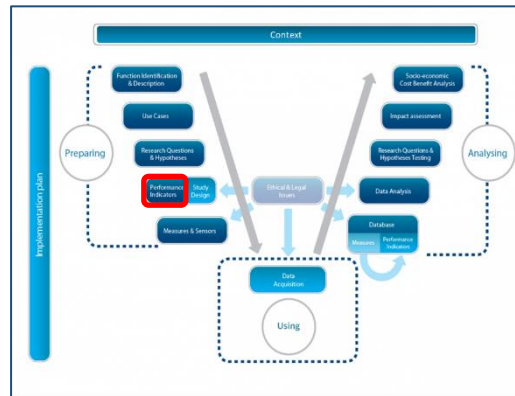 Context
Implementation plan
Preparing
Function Identification
& Description
Use Cases
Research Questions
& Hypotheses
Performance
Indicators
Study
Design
Measures & Sensors
Ethical & Legal
Issues
Data
Acquisition
Using
Socio-economic
Cost Benefit Analysis
Impact assessment
Research Questions &
Hypotheses Testing
Data Analysis
Database
Measures
Performance
Indicators
Analysing